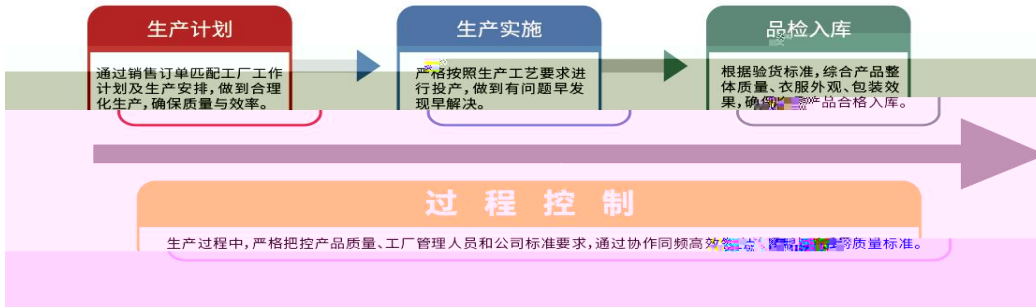 生产计划
通过销售订单匹配工厂工作
计划及生产安排,做到合理
化生产,确保质量与效率。
生产实施
严格按照生产工艺要求进
行投产,做到有问题早发
现早解决。
品检入库
根据验货标准,综合产品整
体质量、衣服外观、包装效
果,确保产品合格入库。
过程控制
生产过程中,严格把控产品质量、工厂管理人员和公司标准要求,通过协作同频高效质量标准。